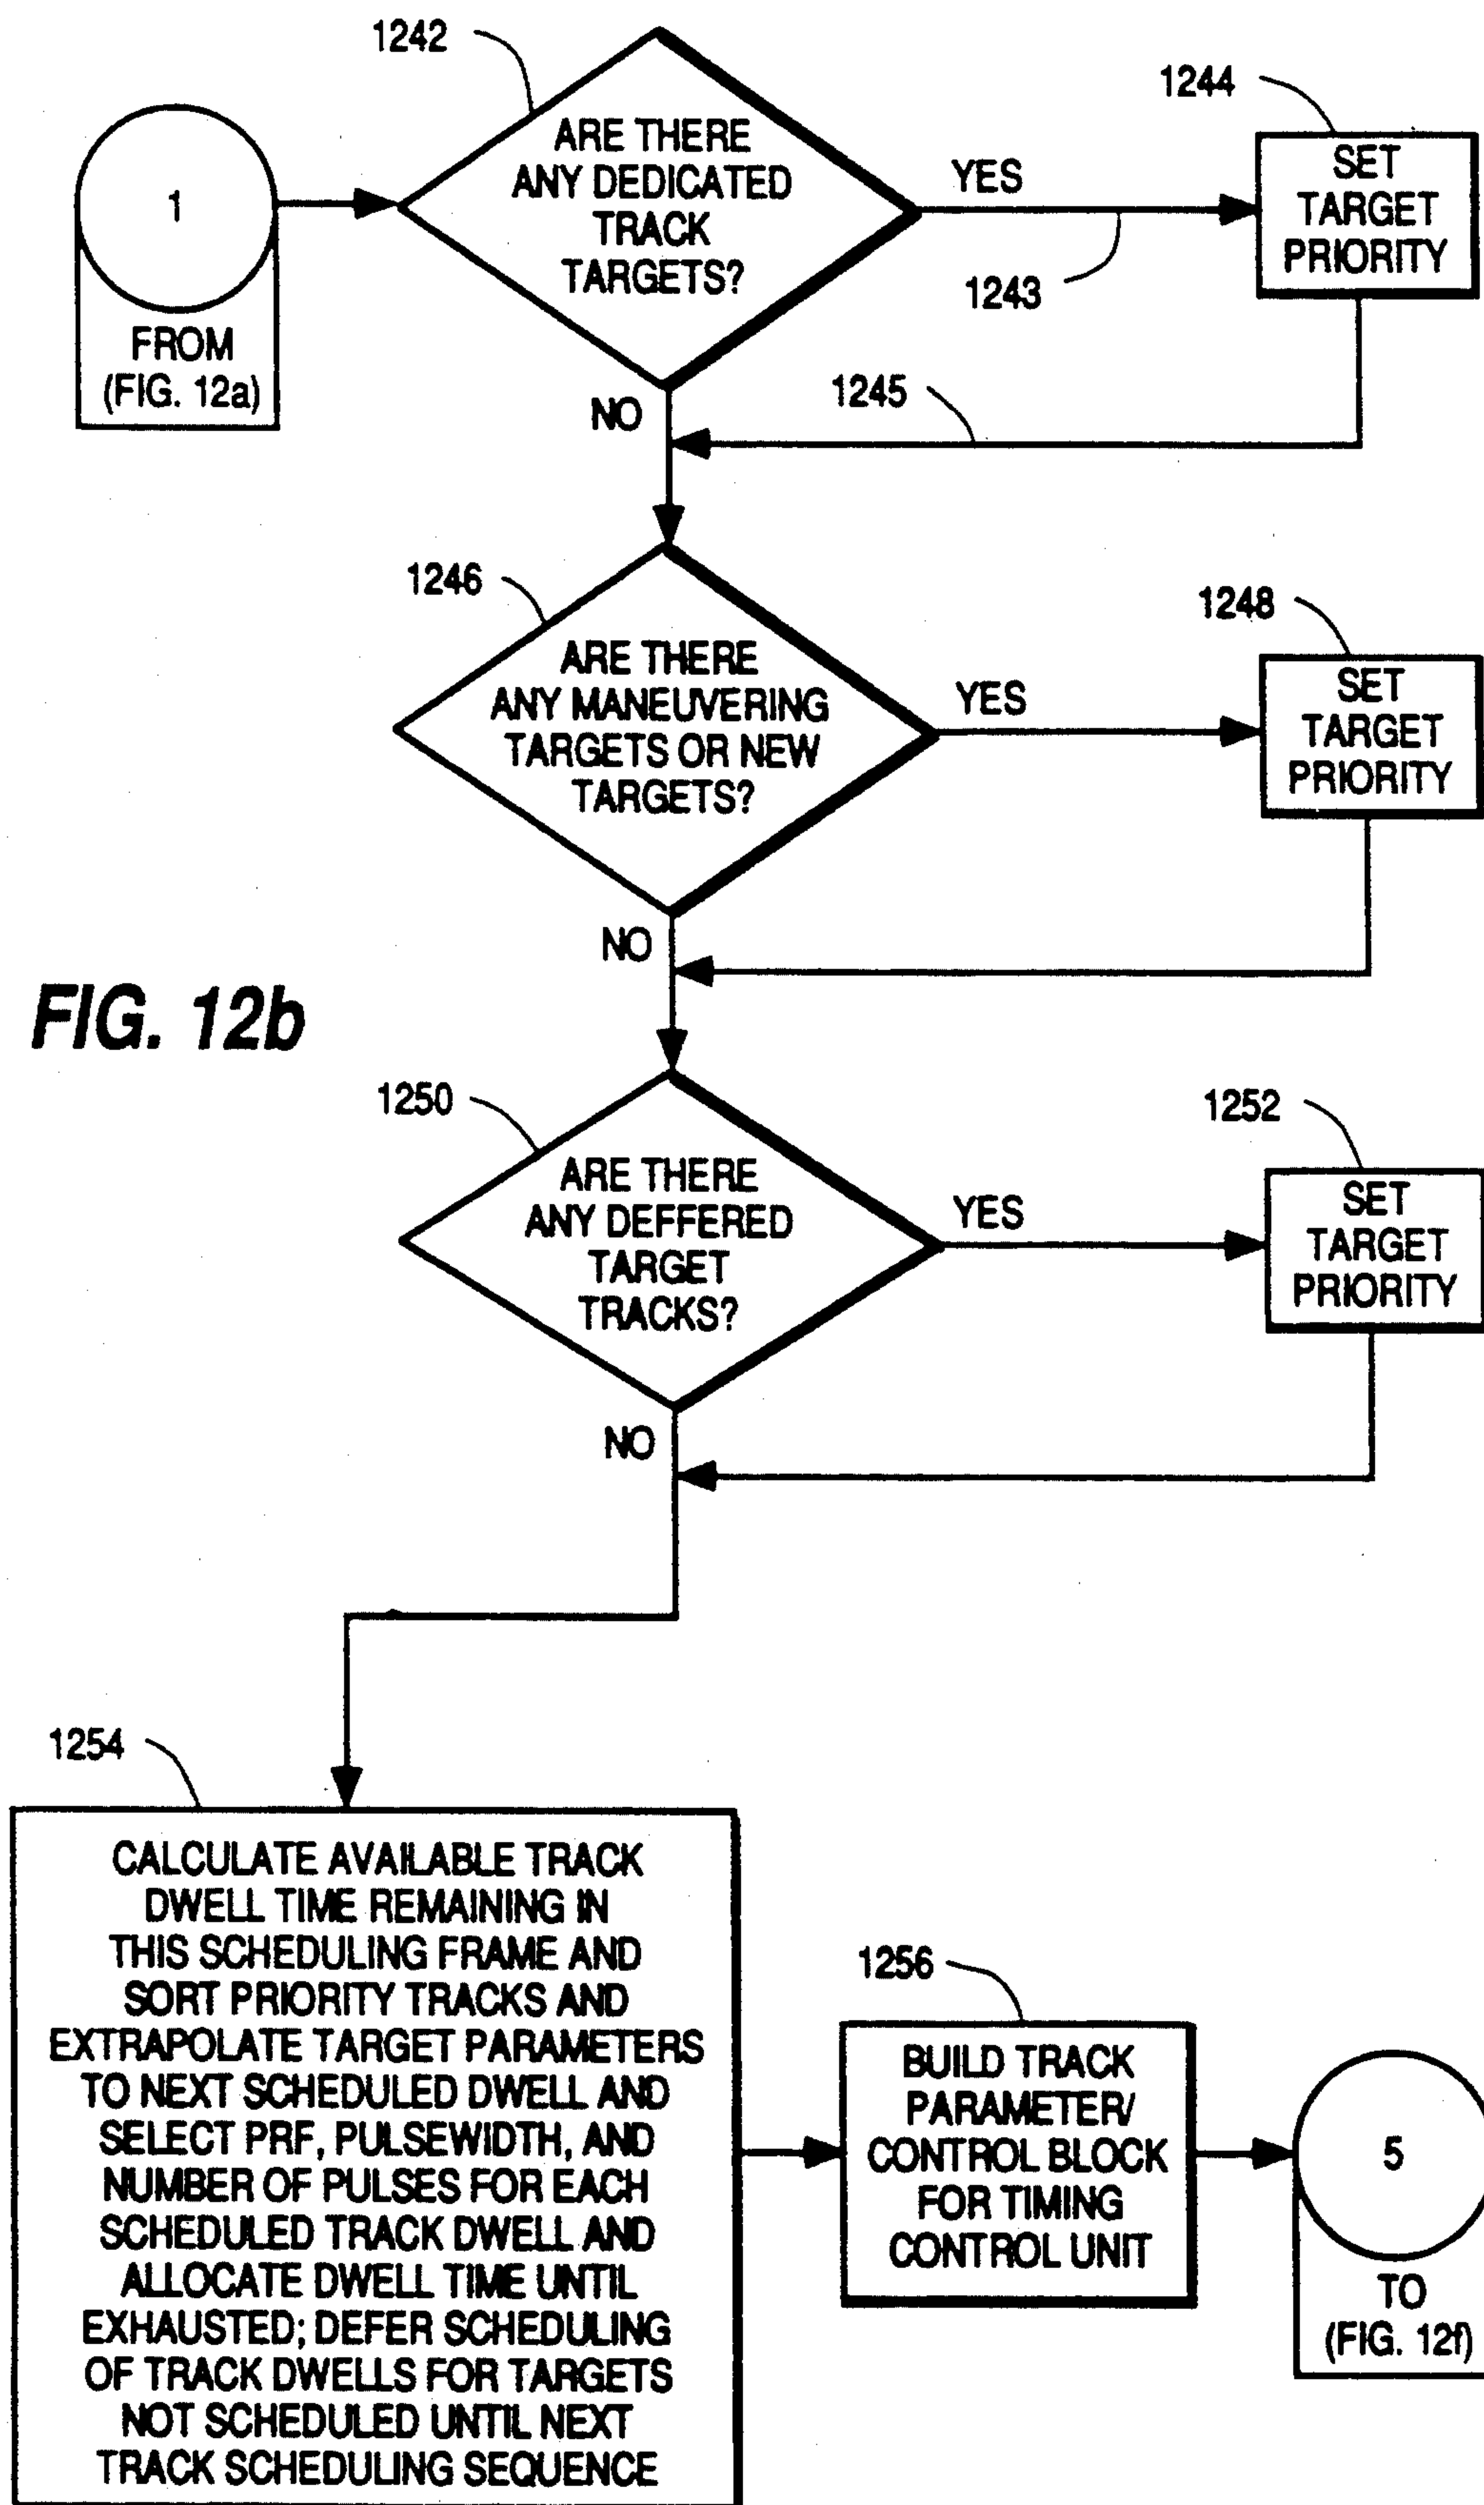 1242
ARE THERE
ANY DEDICATED
TRACK
TARGETS?
YES
1243
1244
SET
TARGET
PRIORITY
1
FROM
(FIG. 12a)
NO
1245
1246
ARE THERE
ANY MANEUVERING
TARGETS OR NEW
TARGETS?
YES
1248
SET
TARGET
PRIORITY
NO
FIG. 12b
1250
ARE THERE
ANY DEFFERED
TARGET
TRACKS?
YES
1252
SET
TARGET
PRIORITY
NO
1254
CALCULATE AVAILABLE TRACK
DWELL TIME REMAINING IN
THIS SCHEDULING FRAME AND
SORT PRIORITY TRACKS AND
EXTRAPOLATE TARGET PARAMETERS
TO NEXT SCHEDULED DWELL AND
SELECT PRF, PULSEWIDTH, AND
NUMBER OF PULSES FOR EACH
SCHEDULED TRACK DWELL AND
ALLOCATE DWELL TIME UNTIL
EXHAUSTED; DEFER SCHEDULING
OF TRACK DWELLS FOR TARGETS
NOT SCHEDULED UNTIL NEXT
TRACK SCHEDULING SEQUENCE
1256
BUILD TRACK
PARAMETER/
CONTROL BLOCK
FOR TIMING
CONTROL UNIT
5
TO
(FIG. 12f)